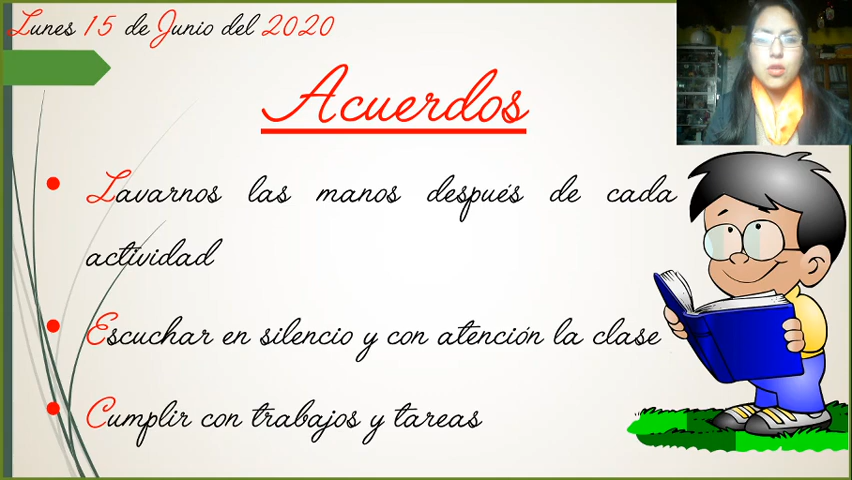 Lunes 15 de Junio del 2020
Acuerdos
Lavarnos las manos después de cada
actividad
Escuchar en silencio y con atención la clase
Cumplir con trabajos y tareas